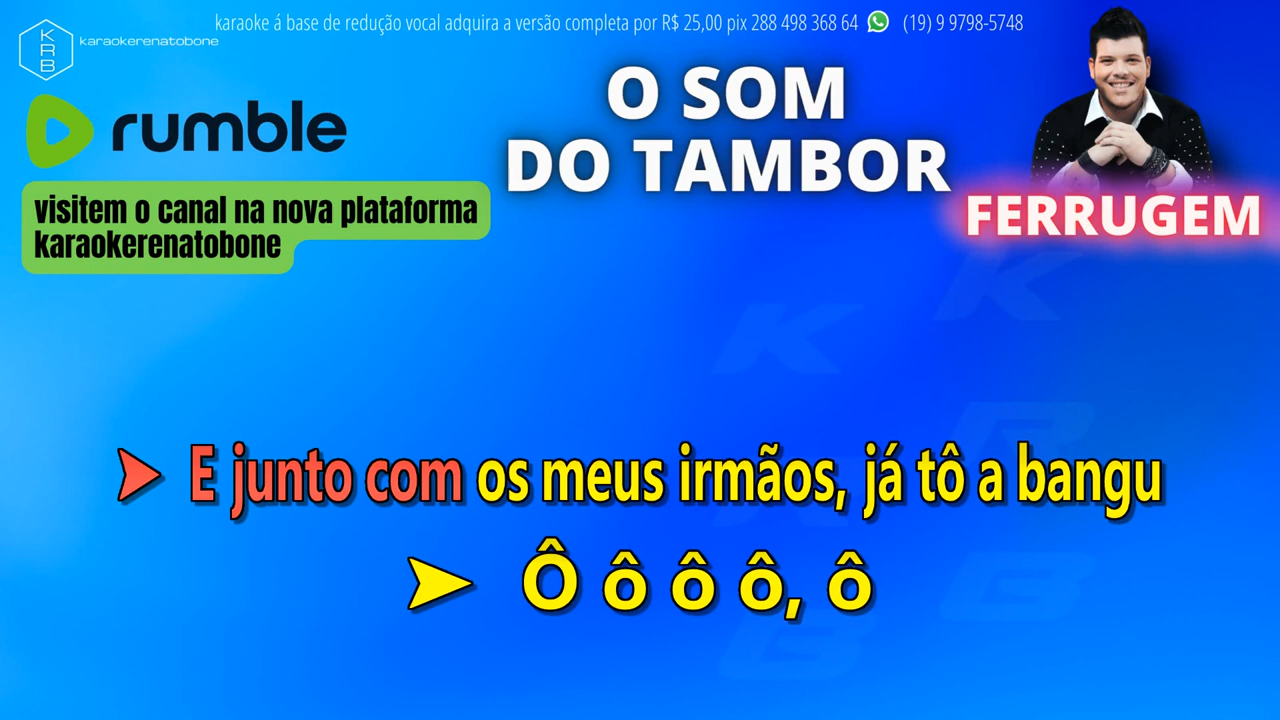 karaoke á base de redução vocal adquira a versão completa por R$ 25,00 pix 288 498 368 64 (19) 9 9798-5748
K
R
B
karaokerenatobone
rumble
visitem o canal na nova plataforma
karaokerenatobone
O SOM
DO TAMBOR
FERRUGEM
K
R
B
K
R
B
E junto com os meus irmãos, já tô a bangu
Ô ô ô ô, ô